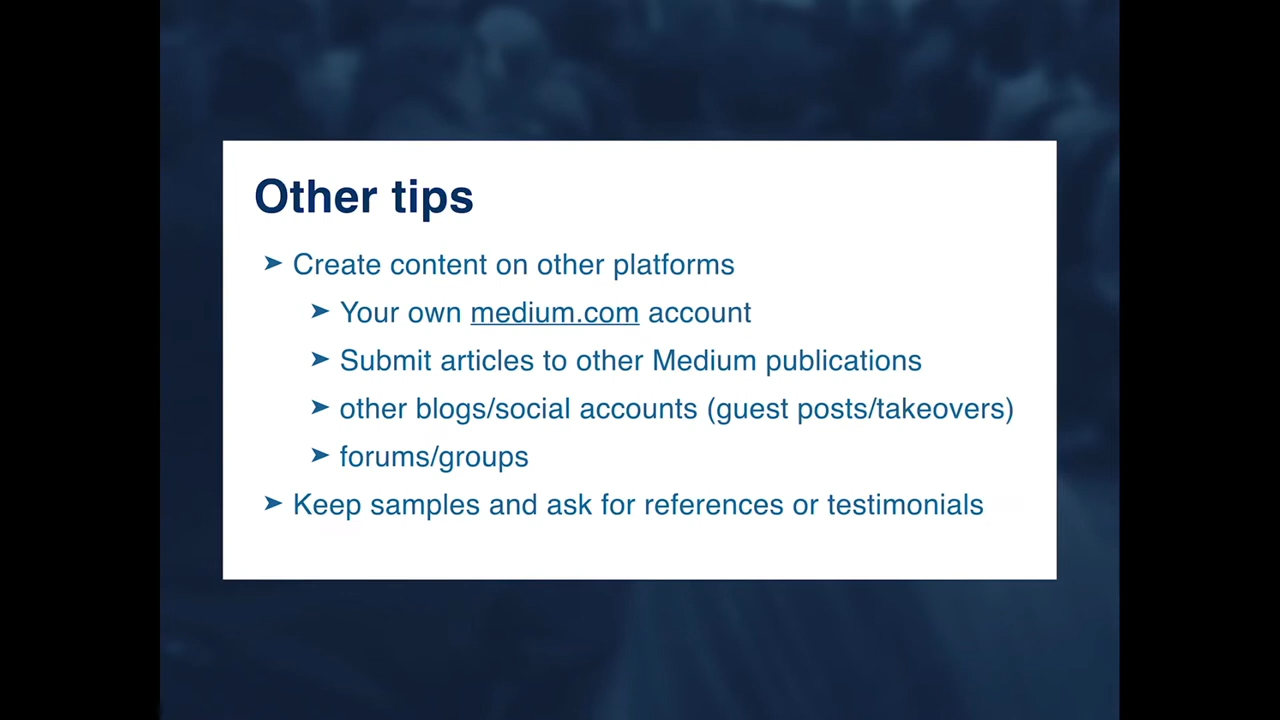 Other tips
➤ Create content on other platforms
➤ Your own medium.com account
➤ Submit articles to other Medium publications
➤ other blogs/social accounts (guest posts/takeovers)
➤ forums/groups
➤ Keep samples and ask for references or testimonials